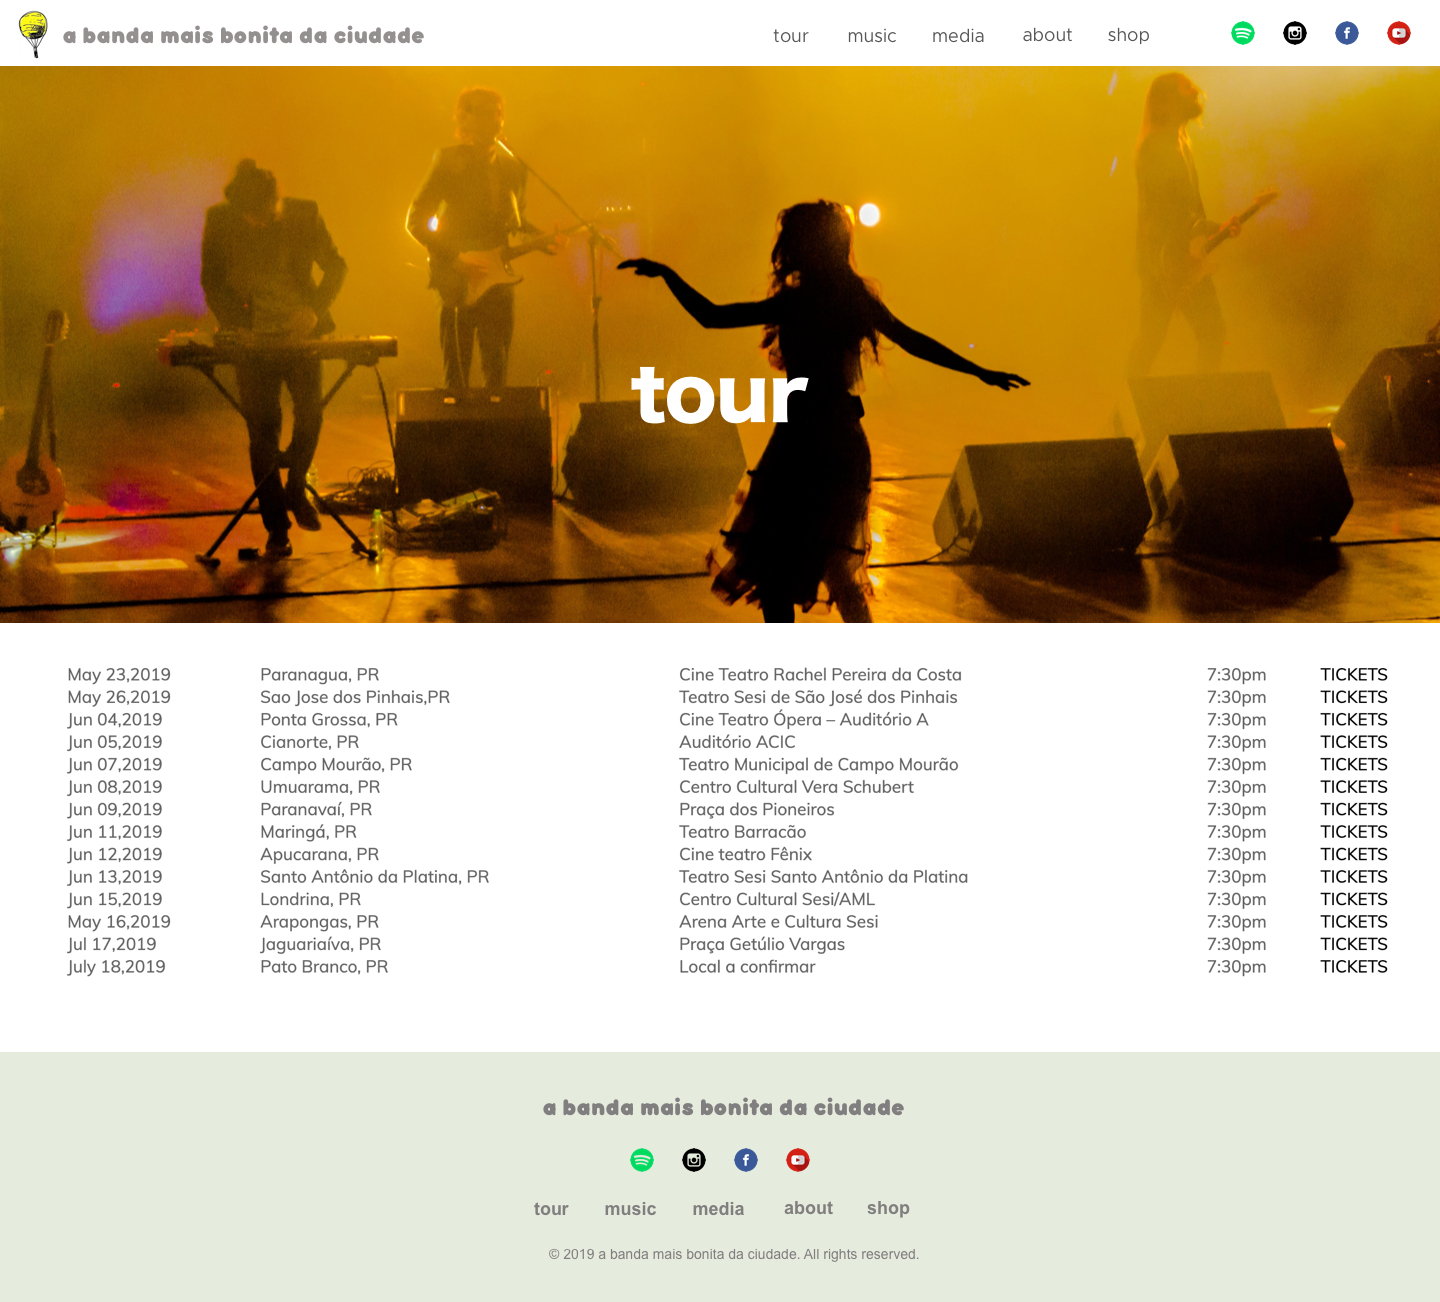 a banda mais bonita da ciudade tour music media about shop
tour
May 23,2019 Paranagua, PR Cine Teatro Rachel Pereira da Costa 7:30pm TICKETS
May 26,2019 Sao Jose dos Pinhais,PR Teatro Sesi de São José dos Pinhais 7:30pm TICKETS
Jun 04,2019 Ponta Grossa, PR Cine Teatro Ópera – Auditório A 7:30pm TICKETS
Jun 05,2019 Cianorte, PR Auditório ACIC 7:30pm TICKETS
Jun 07,2019 Campo Mourão, PR Teatro Municipal de Campo Mourão 7:30pm TICKETS
Jun 08,2019 Umuarama, PR Centro Cultural Vera Schubert 7:30pm TICKETS
Jun 09,2019 Paranavaí, PR Praça dos Pioneiros 7:30pm TICKETS
Jun 11,2019 Maringá, PR Teatro Barracão 7:30pm TICKETS
Jun 12,2019 Apucarana, PR Cine teatro Fênix 7:30pm TICKETS
Jun 13,2019 Santo Antônio da Platina, PR Teatro Sesi Santo Antônio da Platina 7:30pm TICKETS
Jun 15,2019 Londrina, PR Centro Cultural Sesi/AML 7:30pm TICKETS
May 16,2019 Arapongas, PR Arena Arte e Cultura Sesi 7:30pm TICKETS
Jul 17,2019 Jaguariaíva, PR Praça Getúlio Vargas 7:30pm TICKETS
July 18,2019 Pato Branco, PR Local a confirmar 7:30pm TICKETS
a banda mais bonita da ciudade
tour music media about shop
© 2019 a banda mais bonita da ciudade. All rights reserved.